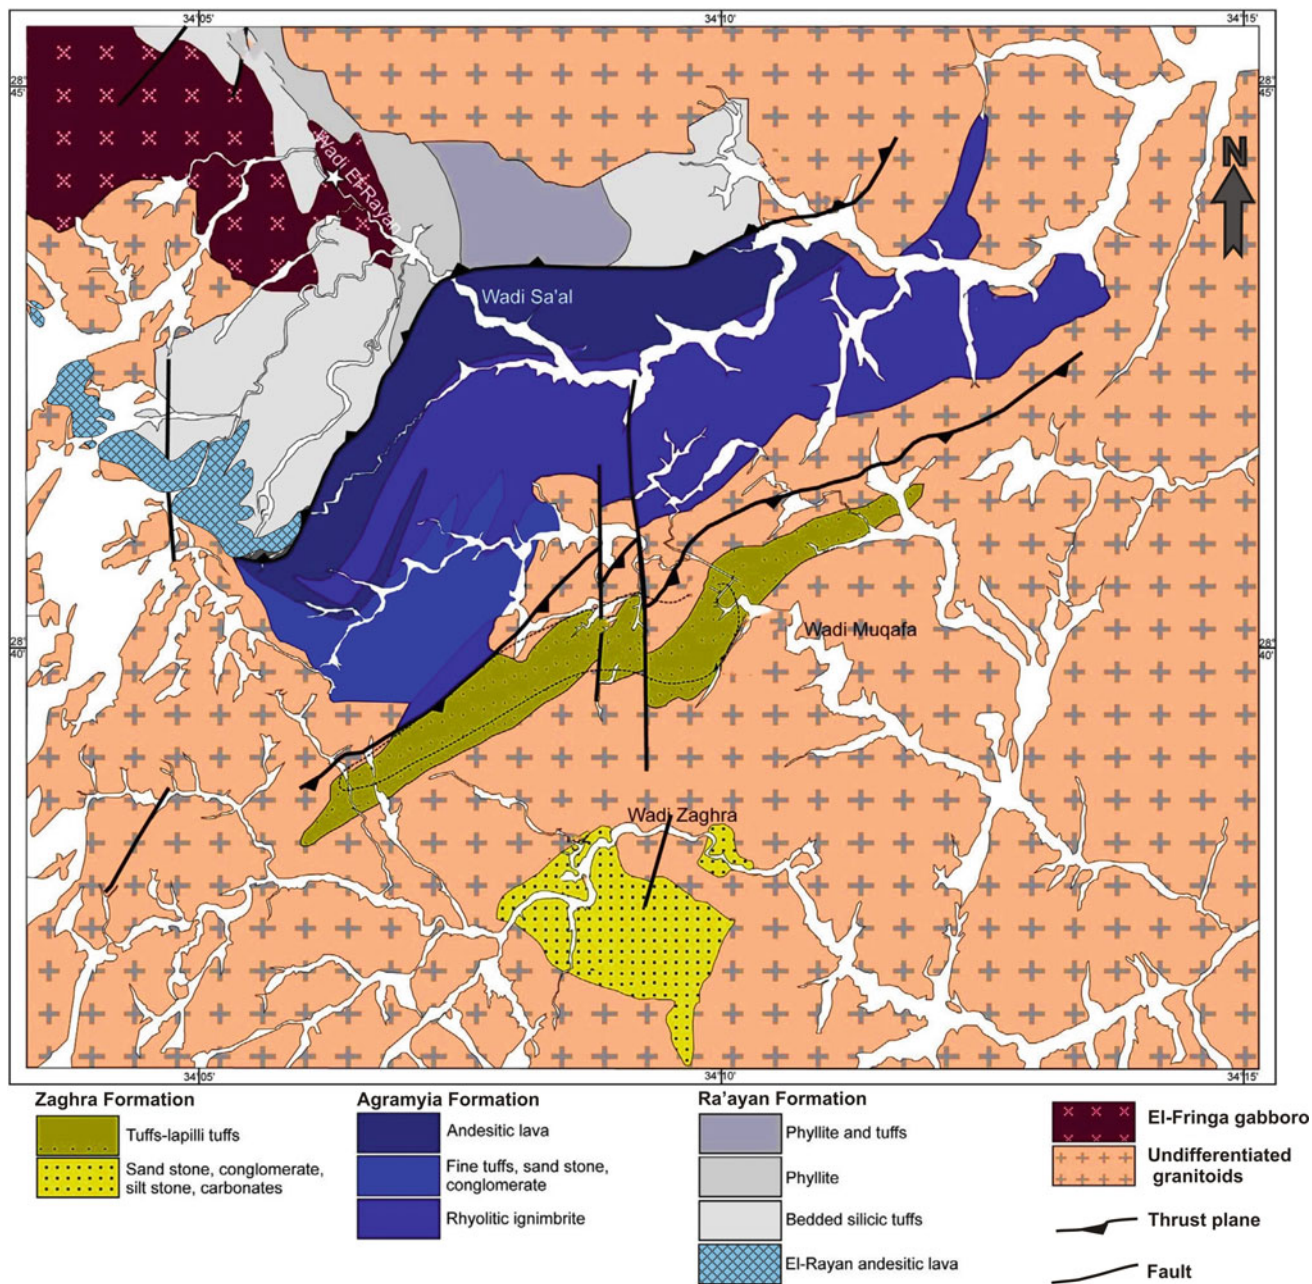 34°05'
34°10'
34°15'
28°
45'
28°
45'
N
Wadi El-Rayan
Wadi Sa'al
Wadi Muqafa
28°
40'
28°
40'
Wadi Zaghra
34°05'
34°10'
34°15'
Zaghra Formation
Tuffs-lapilli tuffs
Sand stone, conglomerate,
silt stone, carbonates
Agramyia Formation
Andesitic lava
Fine tuffs, sand stone,
conglomerate
Rhyolitic ignimbrite
Ra'ayan Formation
Phyllite and tuffs
Phyllite
Bedded silicic tuffs
El-Rayan andesitic lava
El-Fringa gabboro
Undifferentiated
granitoids
Thrust plane
Fault